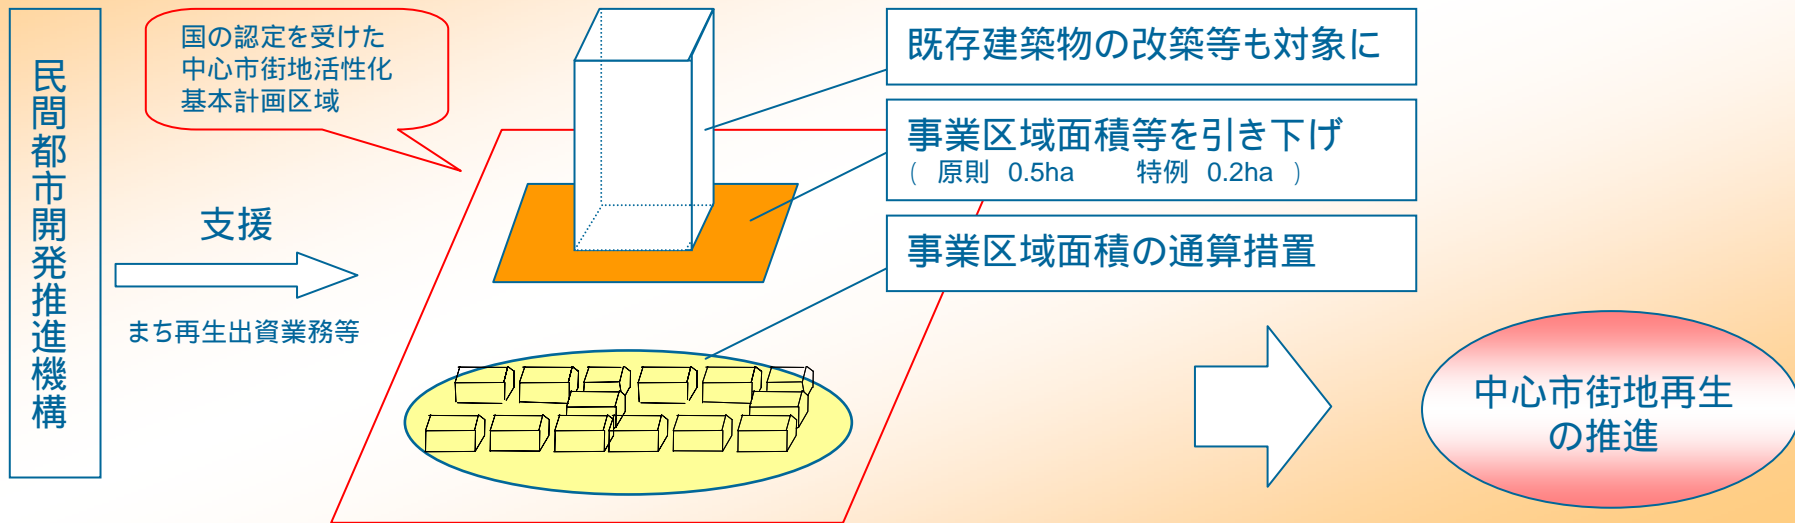 民間都市開発推進機構
国の認定を受けた
中心市街地活性化
基本計画区域
支援
まち再生出資業務等
既存建築物の改築等も対象に
事業区域面積等を引き下げ
( 原則 0.5ha 特例 0.2ha )
事業区域面積の通算措置
中心市街地再生
の推進